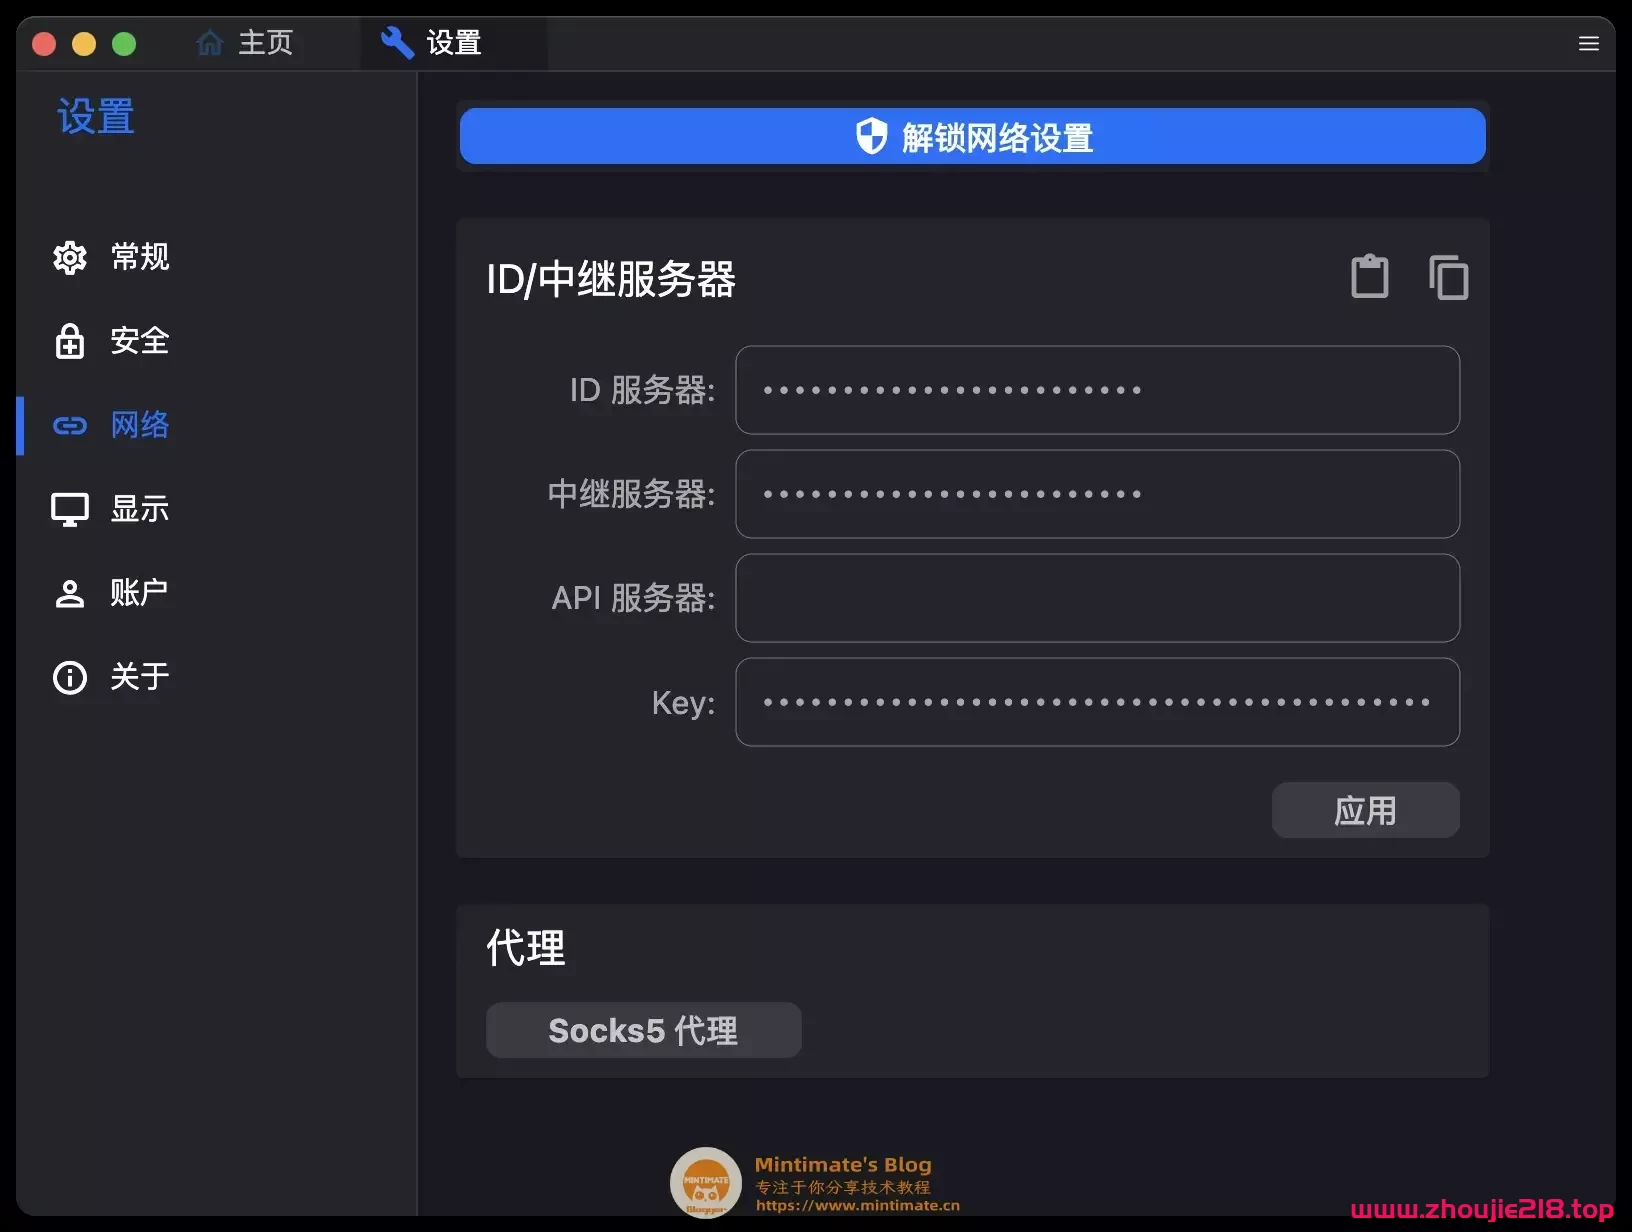 主页
设置
设置
常规
安全
网络
显示
账户
关于
解锁网络设置
ID/中继服务器
ID 服务器: ••••••••••••••••••••••••
中继服务器: ••••••••••••••••••••••••
API 服务器:
Key: ••••••••••••••••••••••••••••••••••••••••••
应用
代理
Socks5 代理
MINTIMATE
Blogger
Mintimate's Blog
专注于你分享技术教程
https://www.mintimate.cn
www.zhoujie218.top